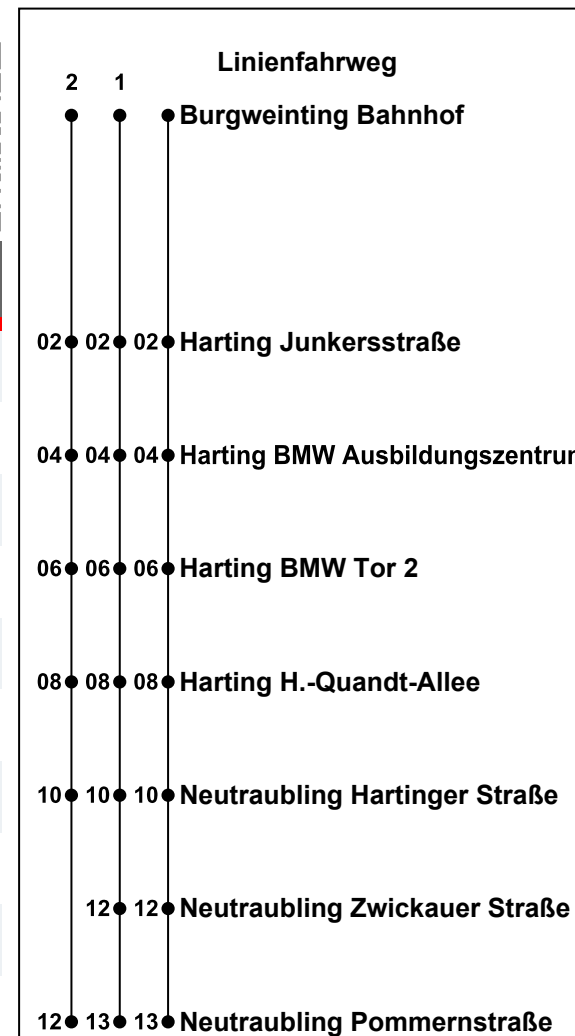 Linienfahrweg
2 1
Burgweinting Bahnhof
02 02 02 Harting Junkersstraße
04 04 04 Harting BMW
06 06 06 Harting BMW Tor 2
08 08 08 Harting H.-Quandt-Allee
10 10 10 Neutraubling Hartinger Straße
12 12 Neutraubling Zwickauer Straße
12 13 13 Neutraubling Pommernstraße